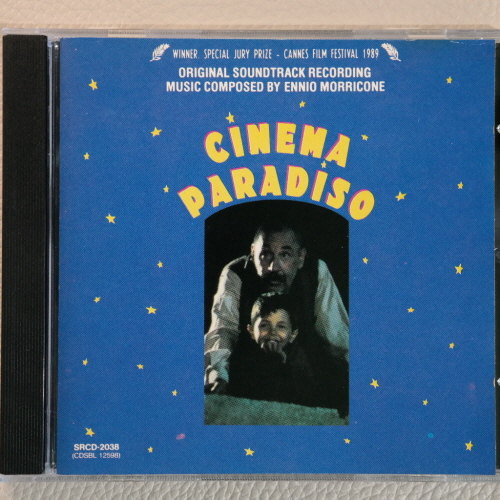 WINNER, SPECIAL JURY PRIZE - CANNES FILM FESTIVAL 1989
ORIGINAL SOUNDTRACK RECORDING
MUSIC COMPOSED BY ENNIO MORRICONE
CINEMA
PARADISO
SRCD-2038
(CDSBL 12598)